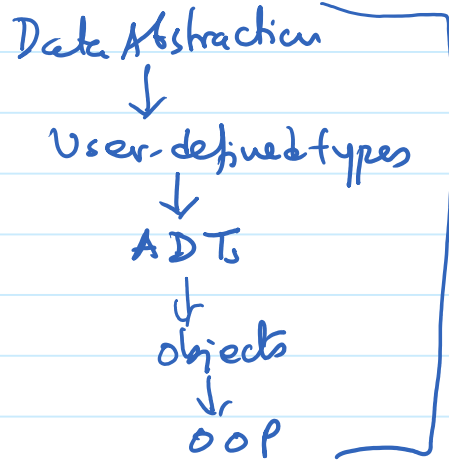 Data Abstraction
User-defined types
ADTs
Objects
OOP